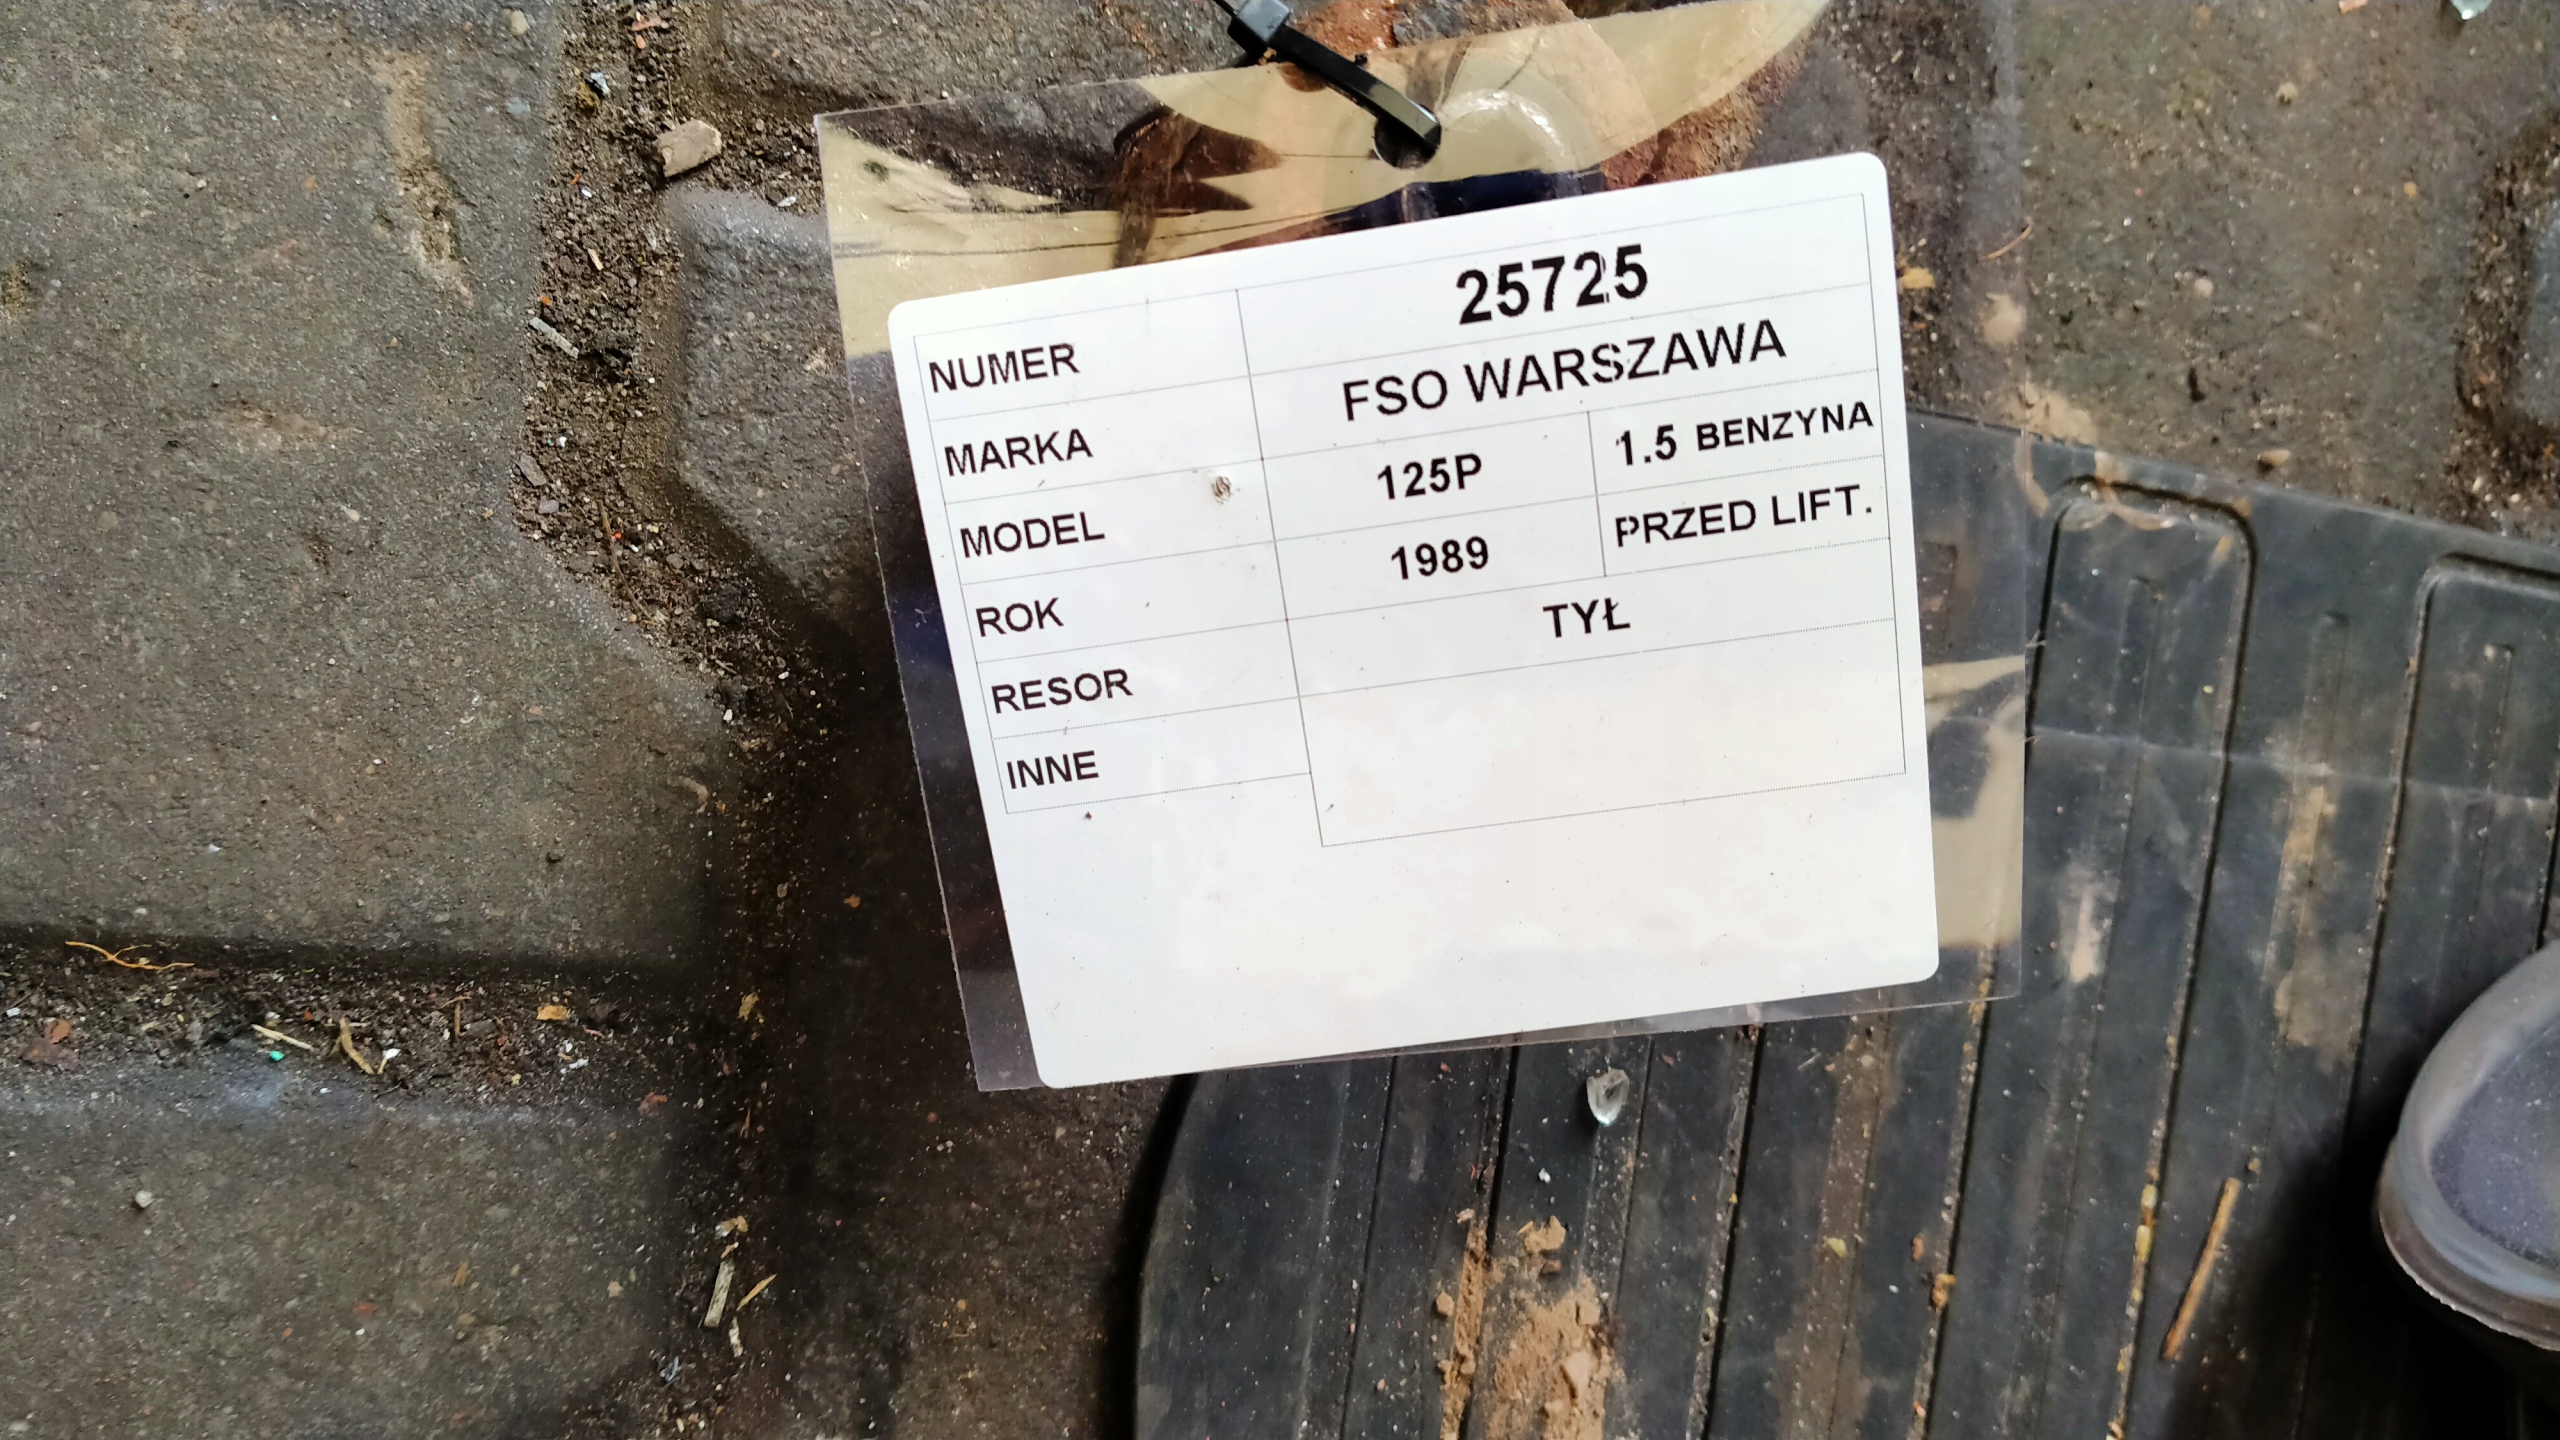 NUMER 25725
MARKA FSO WARSZAWA
MODEL 125P 1.5 BENZYNA
ROK 1989 PRZED LIFT.
RESOR TYŁ
INNE